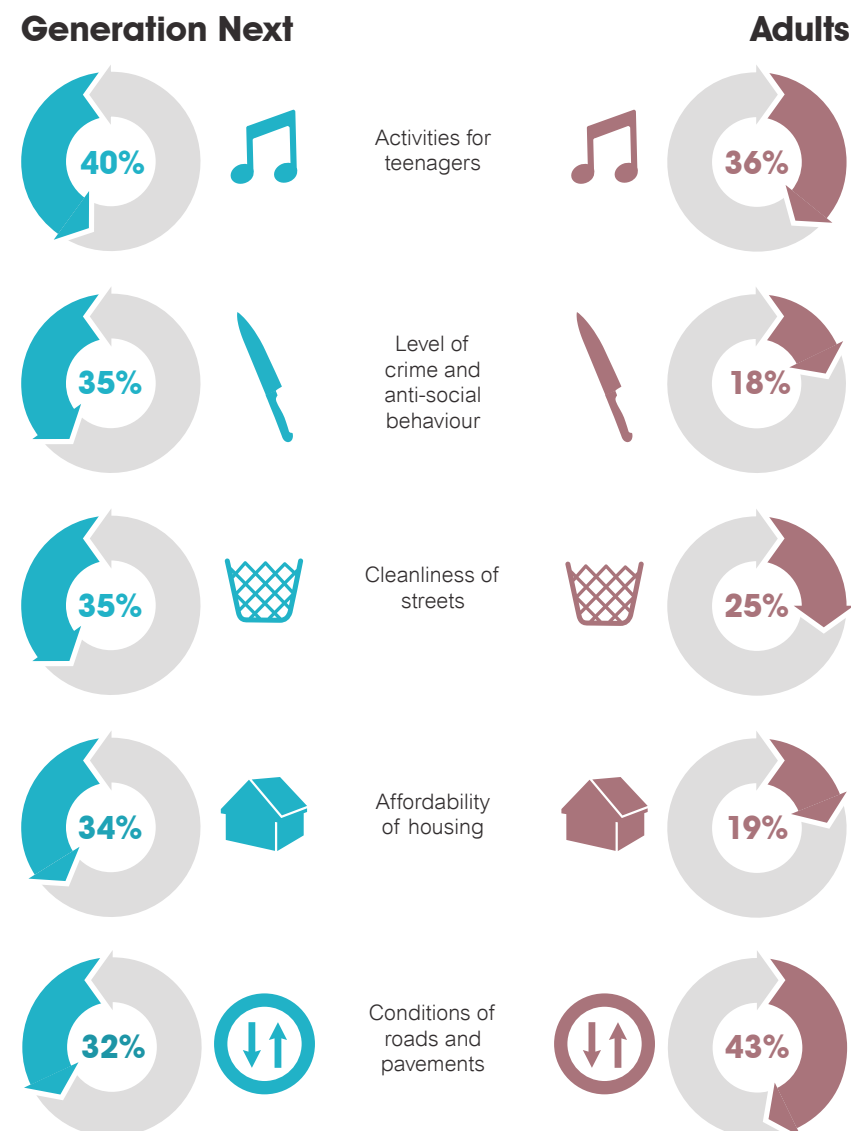 Generation Next
Adults
40%
Activities for
teenagers
36%
35%
Level of
crime and
anti-social
behaviour
18%
35%
Cleanliness of
streets
25%
34%
Affordability
of housing
19%
32%
Conditions of
roads and
pavements
43%